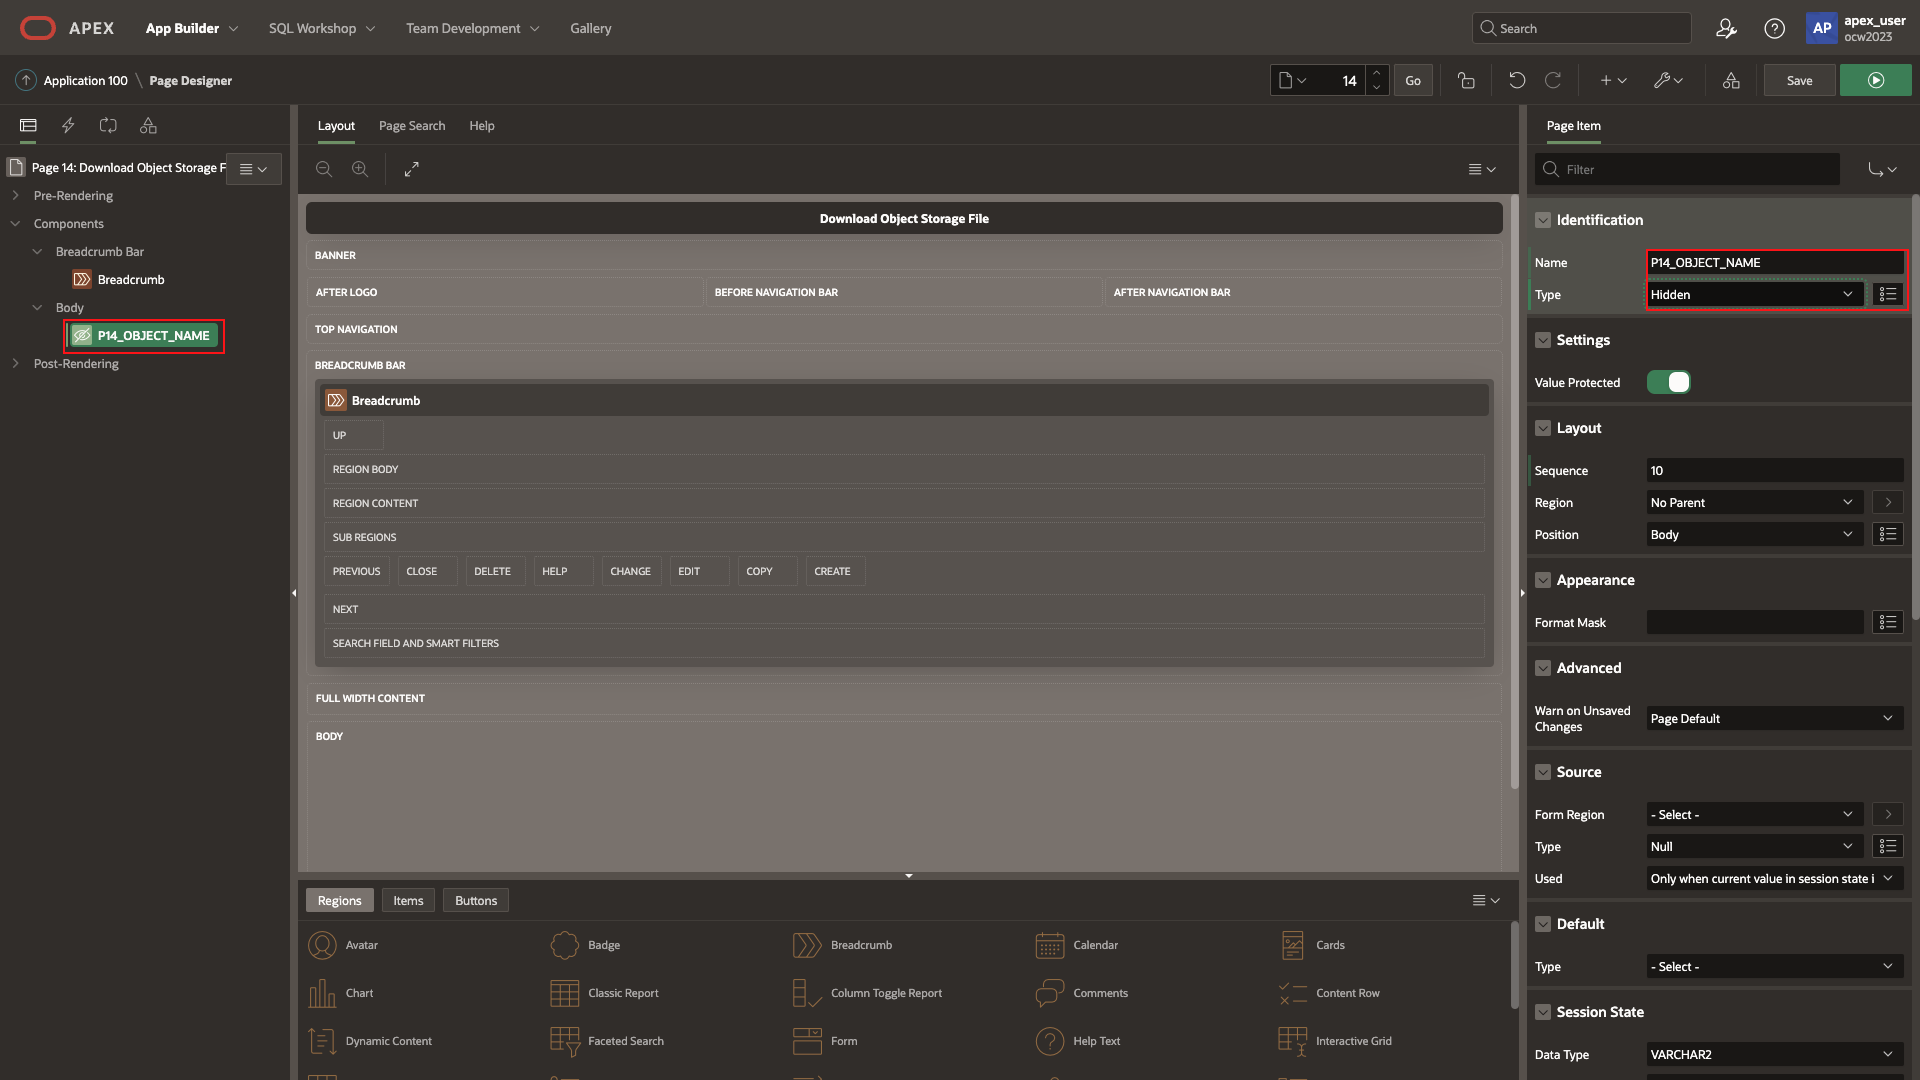 APEX App Builder SQL Workshop Team Development Gallery Search AP apex_user
ocw2023
Application 100 \ Page Designer 14 Go Save
Layout Page Search Help Page Item
Page 14: Download Object Storage F
Pre-Rendering
Components
Breadcrumb Bar
Breadcrumb
Body
P14_OBJECT_NAME
Post-Rendering
Download Object Storage File
BANNER
AFTER LOGO BEFORE NAVIGATION BAR AFTER NAVIGATION BAR
TOP NAVIGATION
BREADCRUMB BAR
Breadcrumb
UP
REGION BODY
REGION CONTENT
SUB REGIONS
PREVIOUS CLOSE DELETE HELP CHANGE EDIT COPY CREATE
NEXT
SEARCH FIELD AND SMART FILTERS
FULL WIDTH CONTENT
BODY
Regions Items Buttons
Avatar Badge Breadcrumb Calendar Cards
Chart Classic Report Column Toggle Report Comments Content Row
Dynamic Content Faceted Search Form Help Text Interactive Grid
Filter
Identification
Name P14_OBJECT_NAME
Type Hidden
Settings
Value Protected
Layout
Sequence 10
Region No Parent
Position Body
Appearance
Format Mask
Advanced
Warn on Unsaved
Changes Page Default
Source
Form Region - Select -
Type Null
Used Only when current value in session state i
Default
Type - Select -
Session State
Data Type VARCHAR2